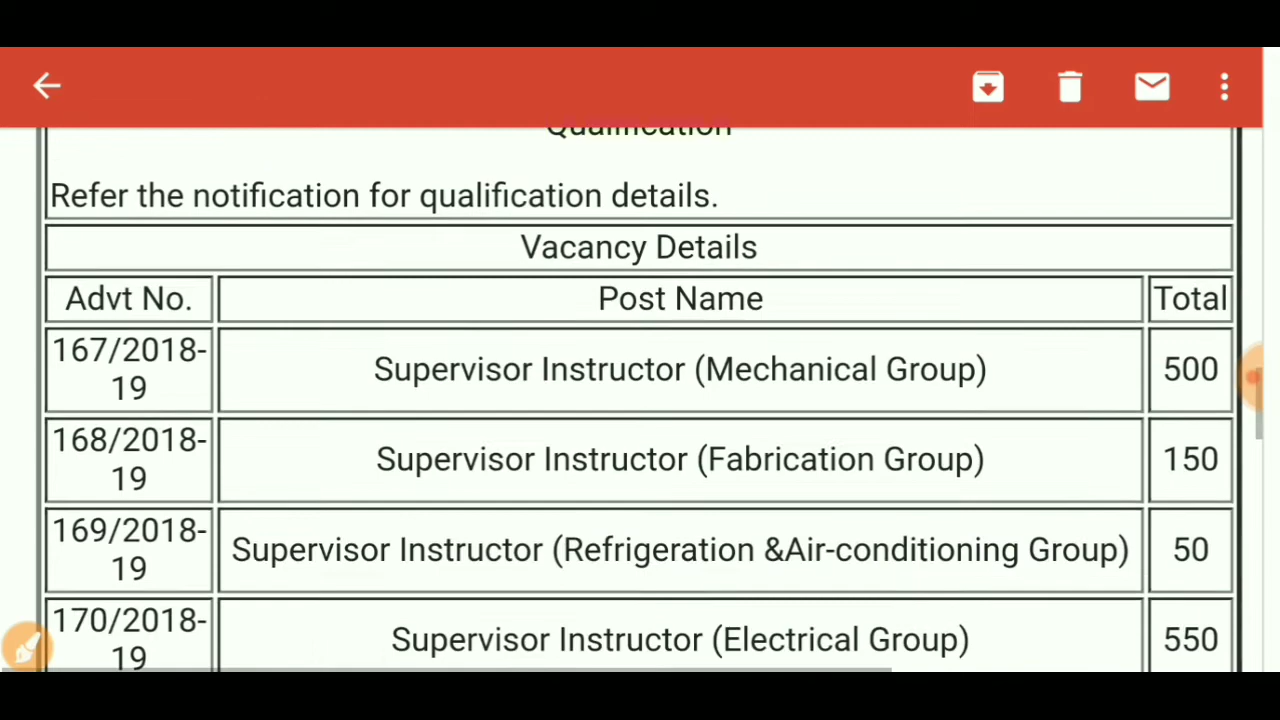 Qualification
Refer the notification for qualification details.
Vacancy Details
Advt No. Post Name Total
167/2018-19 Supervisor Instructor (Mechanical Group) 500
168/2018-19 Supervisor Instructor (Fabrication Group) 150
169/2018-19 Supervisor Instructor (Refrigeration &Air-conditioning Group) 50
170/2018-19 Supervisor Instructor (Electrical Group) 550